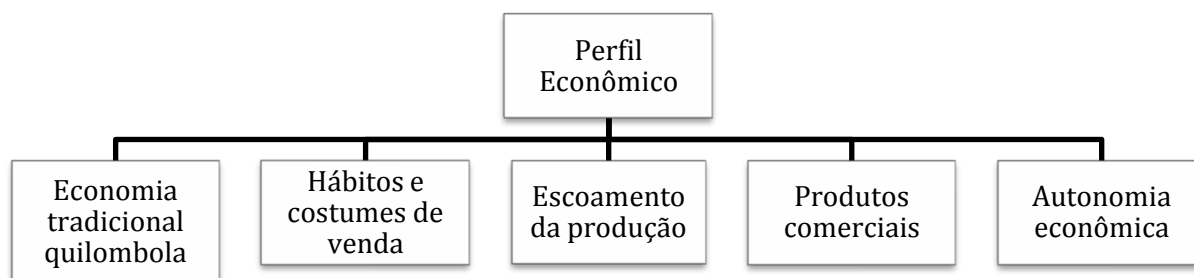 Perfil
Econômico
Economia
tradicional
quilombola
Hábitos e
costumes de
venda
Escoamento
da produção
Produtos
comerciais
Autonomia
econômica